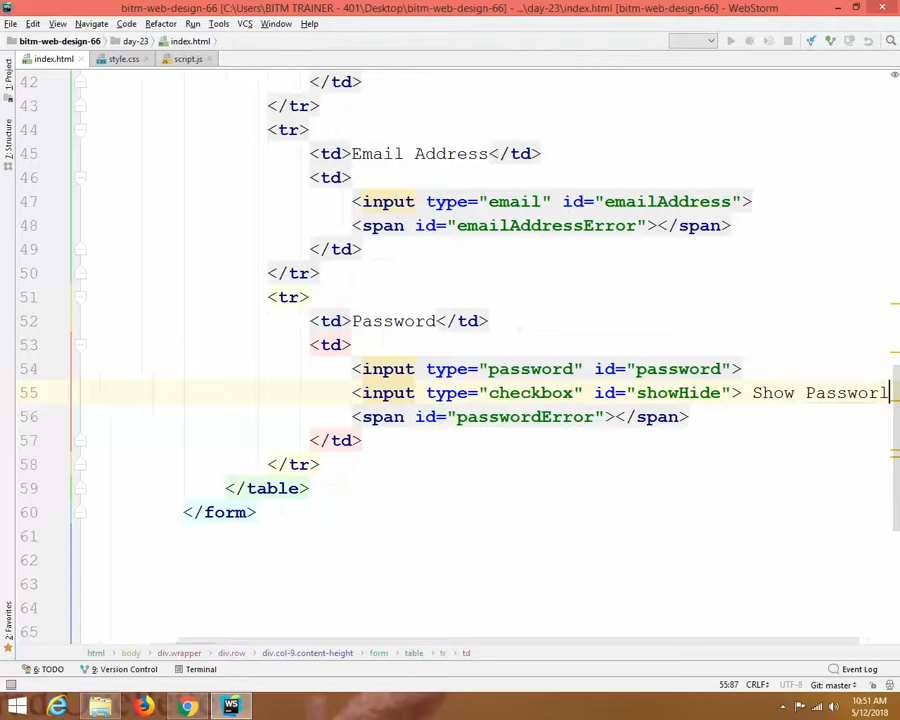 bitm-web-design-66 [C:\Users\BITM TRAINER - 401\Desktop\bitm-web-design-66] - ...\day-23\index.html [bitm-web-design-66] - WebStorm
File Edit View Navigate Code Refactor Run Tools VCS Window Help
bitm-web-design-66 day-23 index.html
index.html style.css script.js
1: Project
7: Structure
2: Favorites
42 </td>
43 </tr>
44 <tr>
45 <td>Email Address</td>
46 <td>
47 <input type="email" id="emailAddress">
48 <span id="emailAddressError"></span>
49 </td>
50 </tr>
51 <tr>
52 <td>Password</td>
53 <td>
54 <input type="password" id="password">
55 <input type="checkbox" id="showHide"> Show Passworl
56 <span id="passwordError"></span>
57 </td>
58 </tr>
59 </table>
60 </form>
61
62
63
64
65
html body div.wrapper div.row div.col-9.content-height form table tr td
6: TODO 9: Version Control Terminal Event Log
55:87 CRLF UTF-8 Git: master
WS
10:51 AM
5/12/2018